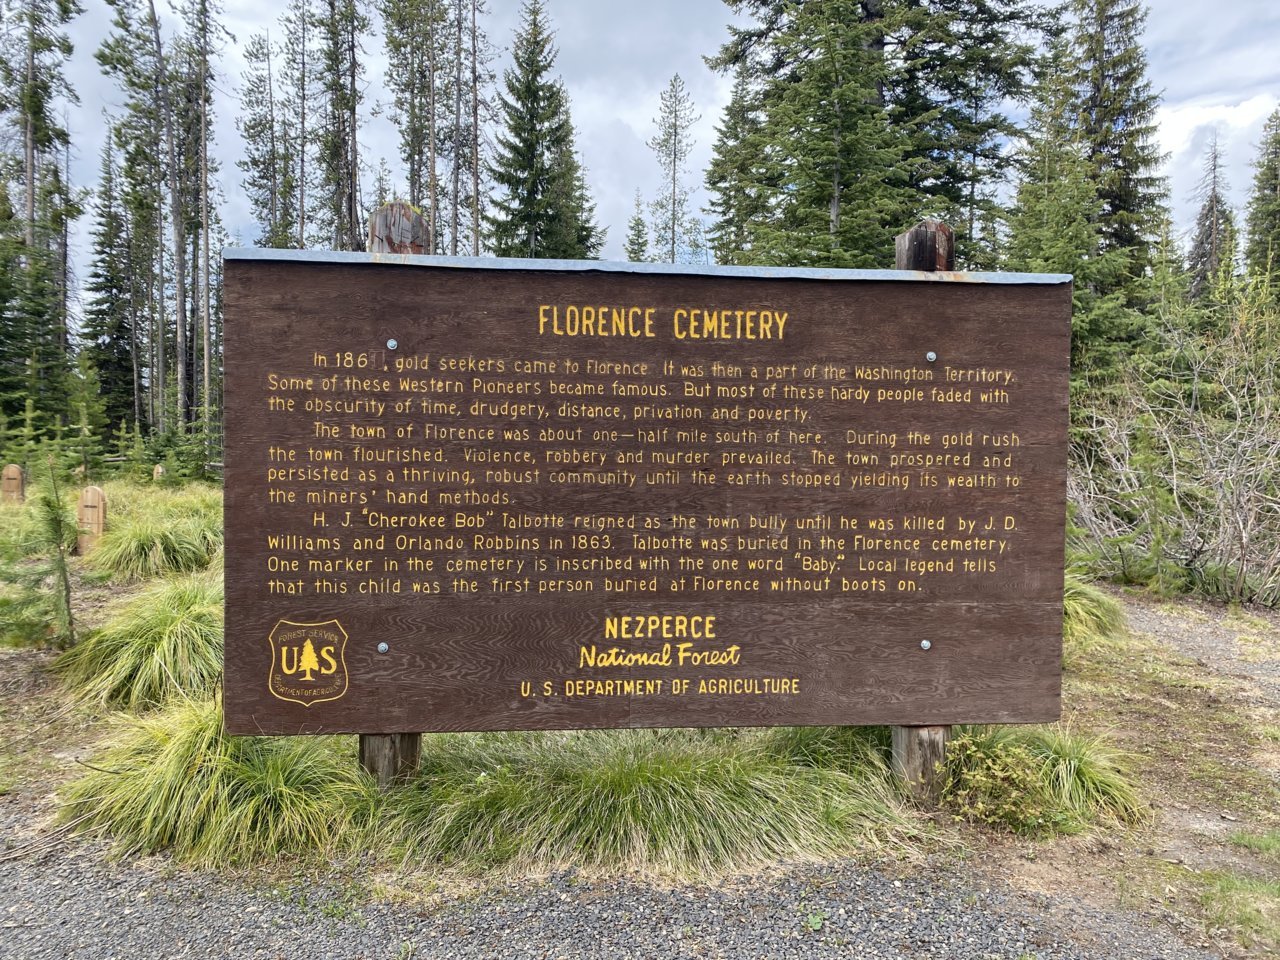 FLORENCE CEMETERY
In 186 , gold seekers came to Florence. It was then a part of the Washington Territory.
Some of these Western Pioneers became famous. But most of these hardy people faded with
the obscurity of time, drudgery, distance, privation and poverty.
The town of Florence was about one-half mile south of here. During the gold rush
the town flourished. Violence, robbery and murder prevailed. The town prospered and
persisted as a thriving, robust community until the earth stopped yielding its wealth to
the miners' hand methods.
H. J. "Cherokee Bob" Talbotte reigned as the town bully until he was killed by J. D.
Williams and Orlando Robbins in 1863. Talbotte was buried in the Florence cemetery.
One marker in the cemetery is inscribed with the one word "Baby." Local legend tells
that this child was the first person buried at Florence without boots on.
FOREST SERVICE
US
DEPARTMENT OF AGRICULTURE
NEZPERCE
National Forest
U. S. DEPARTMENT OF AGRICULTURE